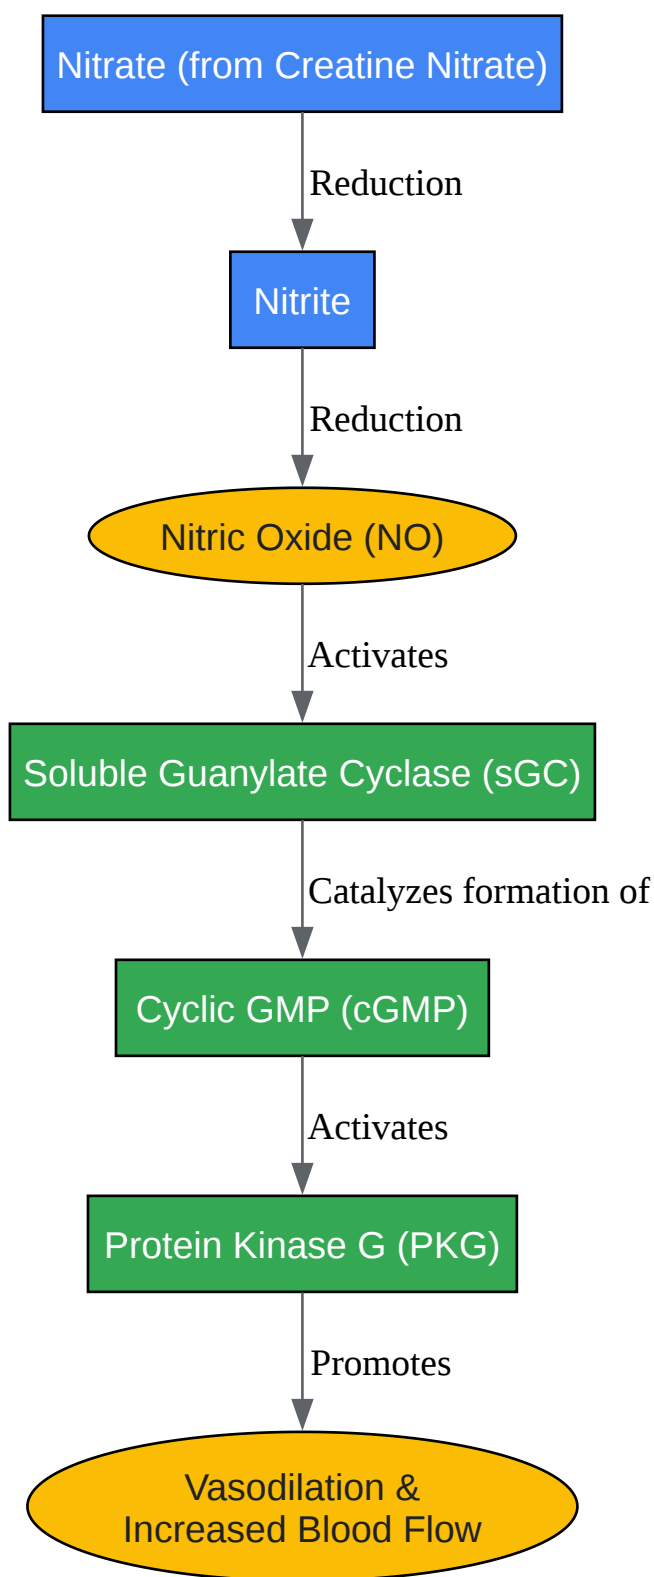 Nitrate (from Creatine Nitrate)
Reduction
Nitrite
Reduction
Nitric Oxide (NO)
Activates
Soluble Guanylate Cyclase (sGC)
Catalyzes formation of
Cyclic GMP (cGMP)
Activates
Protein Kinase G (PKG)
Promotes
Vasodilation &
Increased Blood Flow